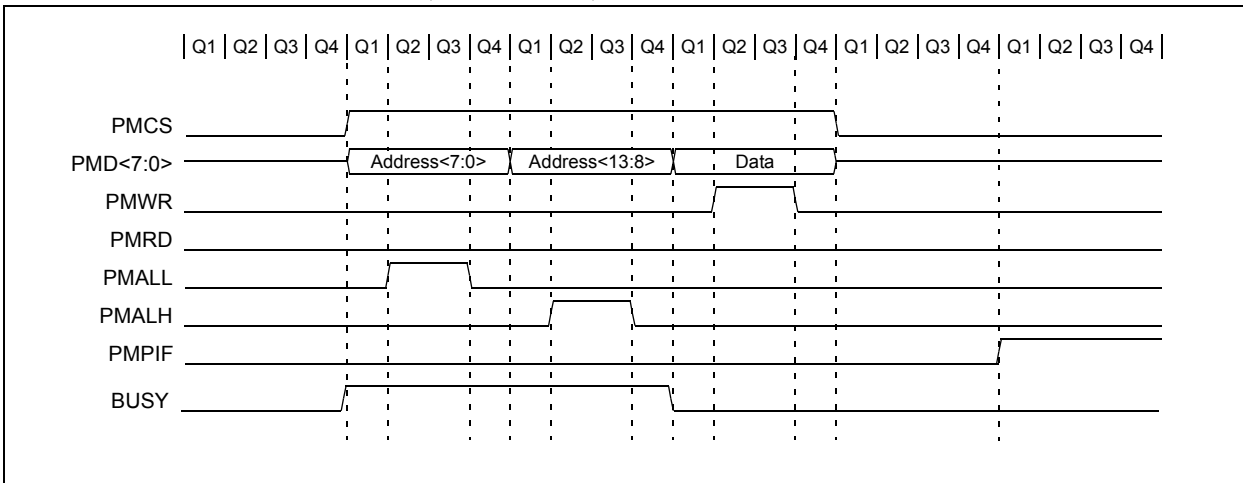 Q1 Q2 Q3 Q4 Q1 Q2 Q3 Q4 Q1 Q2 Q3 Q4 Q1 Q2 Q3 Q4 Q1 Q2 Q3 Q4 Q1 Q2 Q3 Q4
PMCS
PMD<7:0> Address<7:0> Address<13:8> Data
PMWR
PMRD
PMALL
PMALH
PMPIF
BUSY